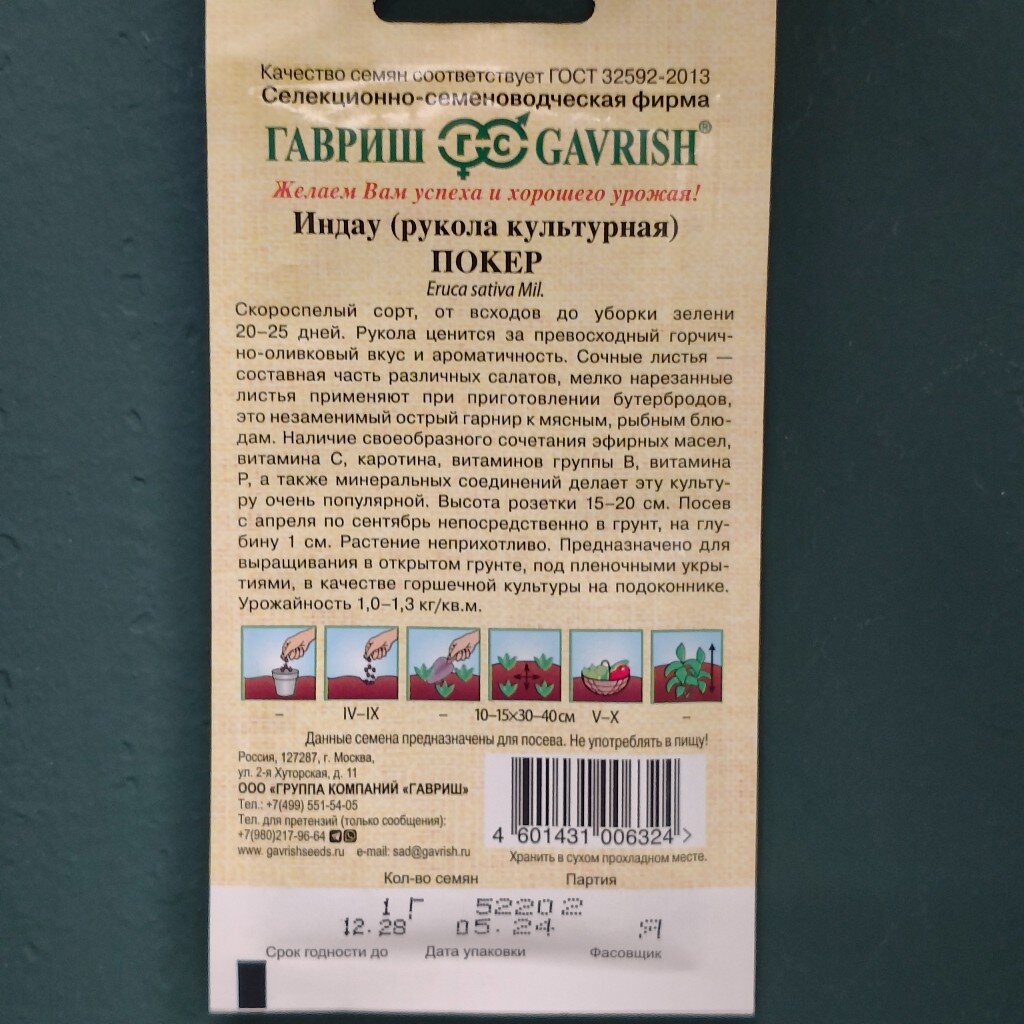 Качество семян соответствует ГОСТ 32592-2013
Селекционно-семеноводческая фирма
ГАВРИШ ГС GAVRISH®
Желаем Вам успеха и хорошего урожая!
Индау (рукола культурная)
ПОКЕР
Eruca sativa Mil.
Скороспелый сорт, от всходов до уборки зелени
20–25 дней. Рукола ценится за превосходный горчич-
но-оливковый вкус и ароматичность. Сочные листья —
составная часть различных салатов, мелко нарезанные
листья применяют при приготовлении бутербродов,
это незаменимый острый гарнир к мясным, рыбным блю-
дам. Наличие своеобразного сочетания эфирных масел,
витамина С, каротина, витаминов группы В, витамина
Р, а также минеральных соединений делает эту культу-
ру очень популярной. Высота розетки 15–20 см. Посев
с апреля по сентябрь непосредственно в грунт, на глу-
бину 1 см. Растение неприхотливо. Предназначено для
выращивания в открытом грунте, под пленочными укры-
тиями, в качестве горшечной культуры на подоконнике.
Урожайность 1,0–1,3 кг/кв.м.
– IV–IX – 10–15×30–40см V–X –
Данные семена предназначены для посева. Не употреблять в пищу!
Россия, 127287, г. Москва,
ул. 2-я Хуторская, д. 11
ООО «ГРУППА КОМПАНИЙ «ГАВРИШ»
Тел.: +7(499) 551-54-05
Тел. для претензий (только сообщения):
+7(980)217-96-64
www. gavrishseeds.ru e-mail: sad@gavrish.ru
4 601431 006324 >
Хранить в сухом прохладном месте.
Кол-во семян Партия
1 Г 52202
12.28 05.24 Я
Срок годности до Дата упаковки Фасовщик